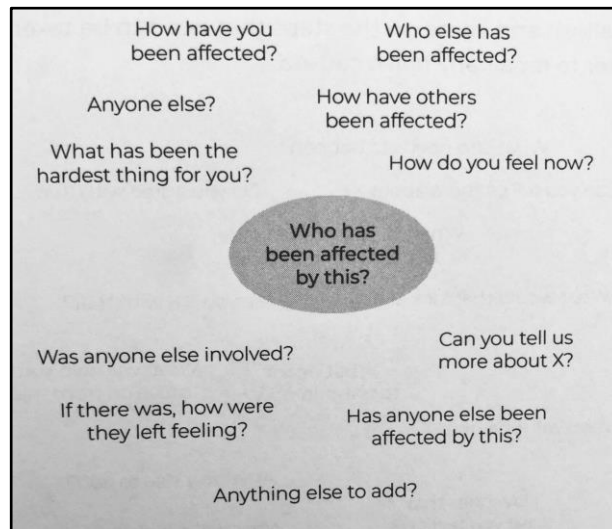 How have you
been affected?
Who else has
been affected?
Anyone else?
How have others
been affected?
What has been the
hardest thing for you?
How do you feel now?
Who has
been affected
by this?
Was anyone else involved?
Can you tell us
more about X?
If there was, how were
they left feeling?
Has anyone else been
affected by this?
Anything else to add?